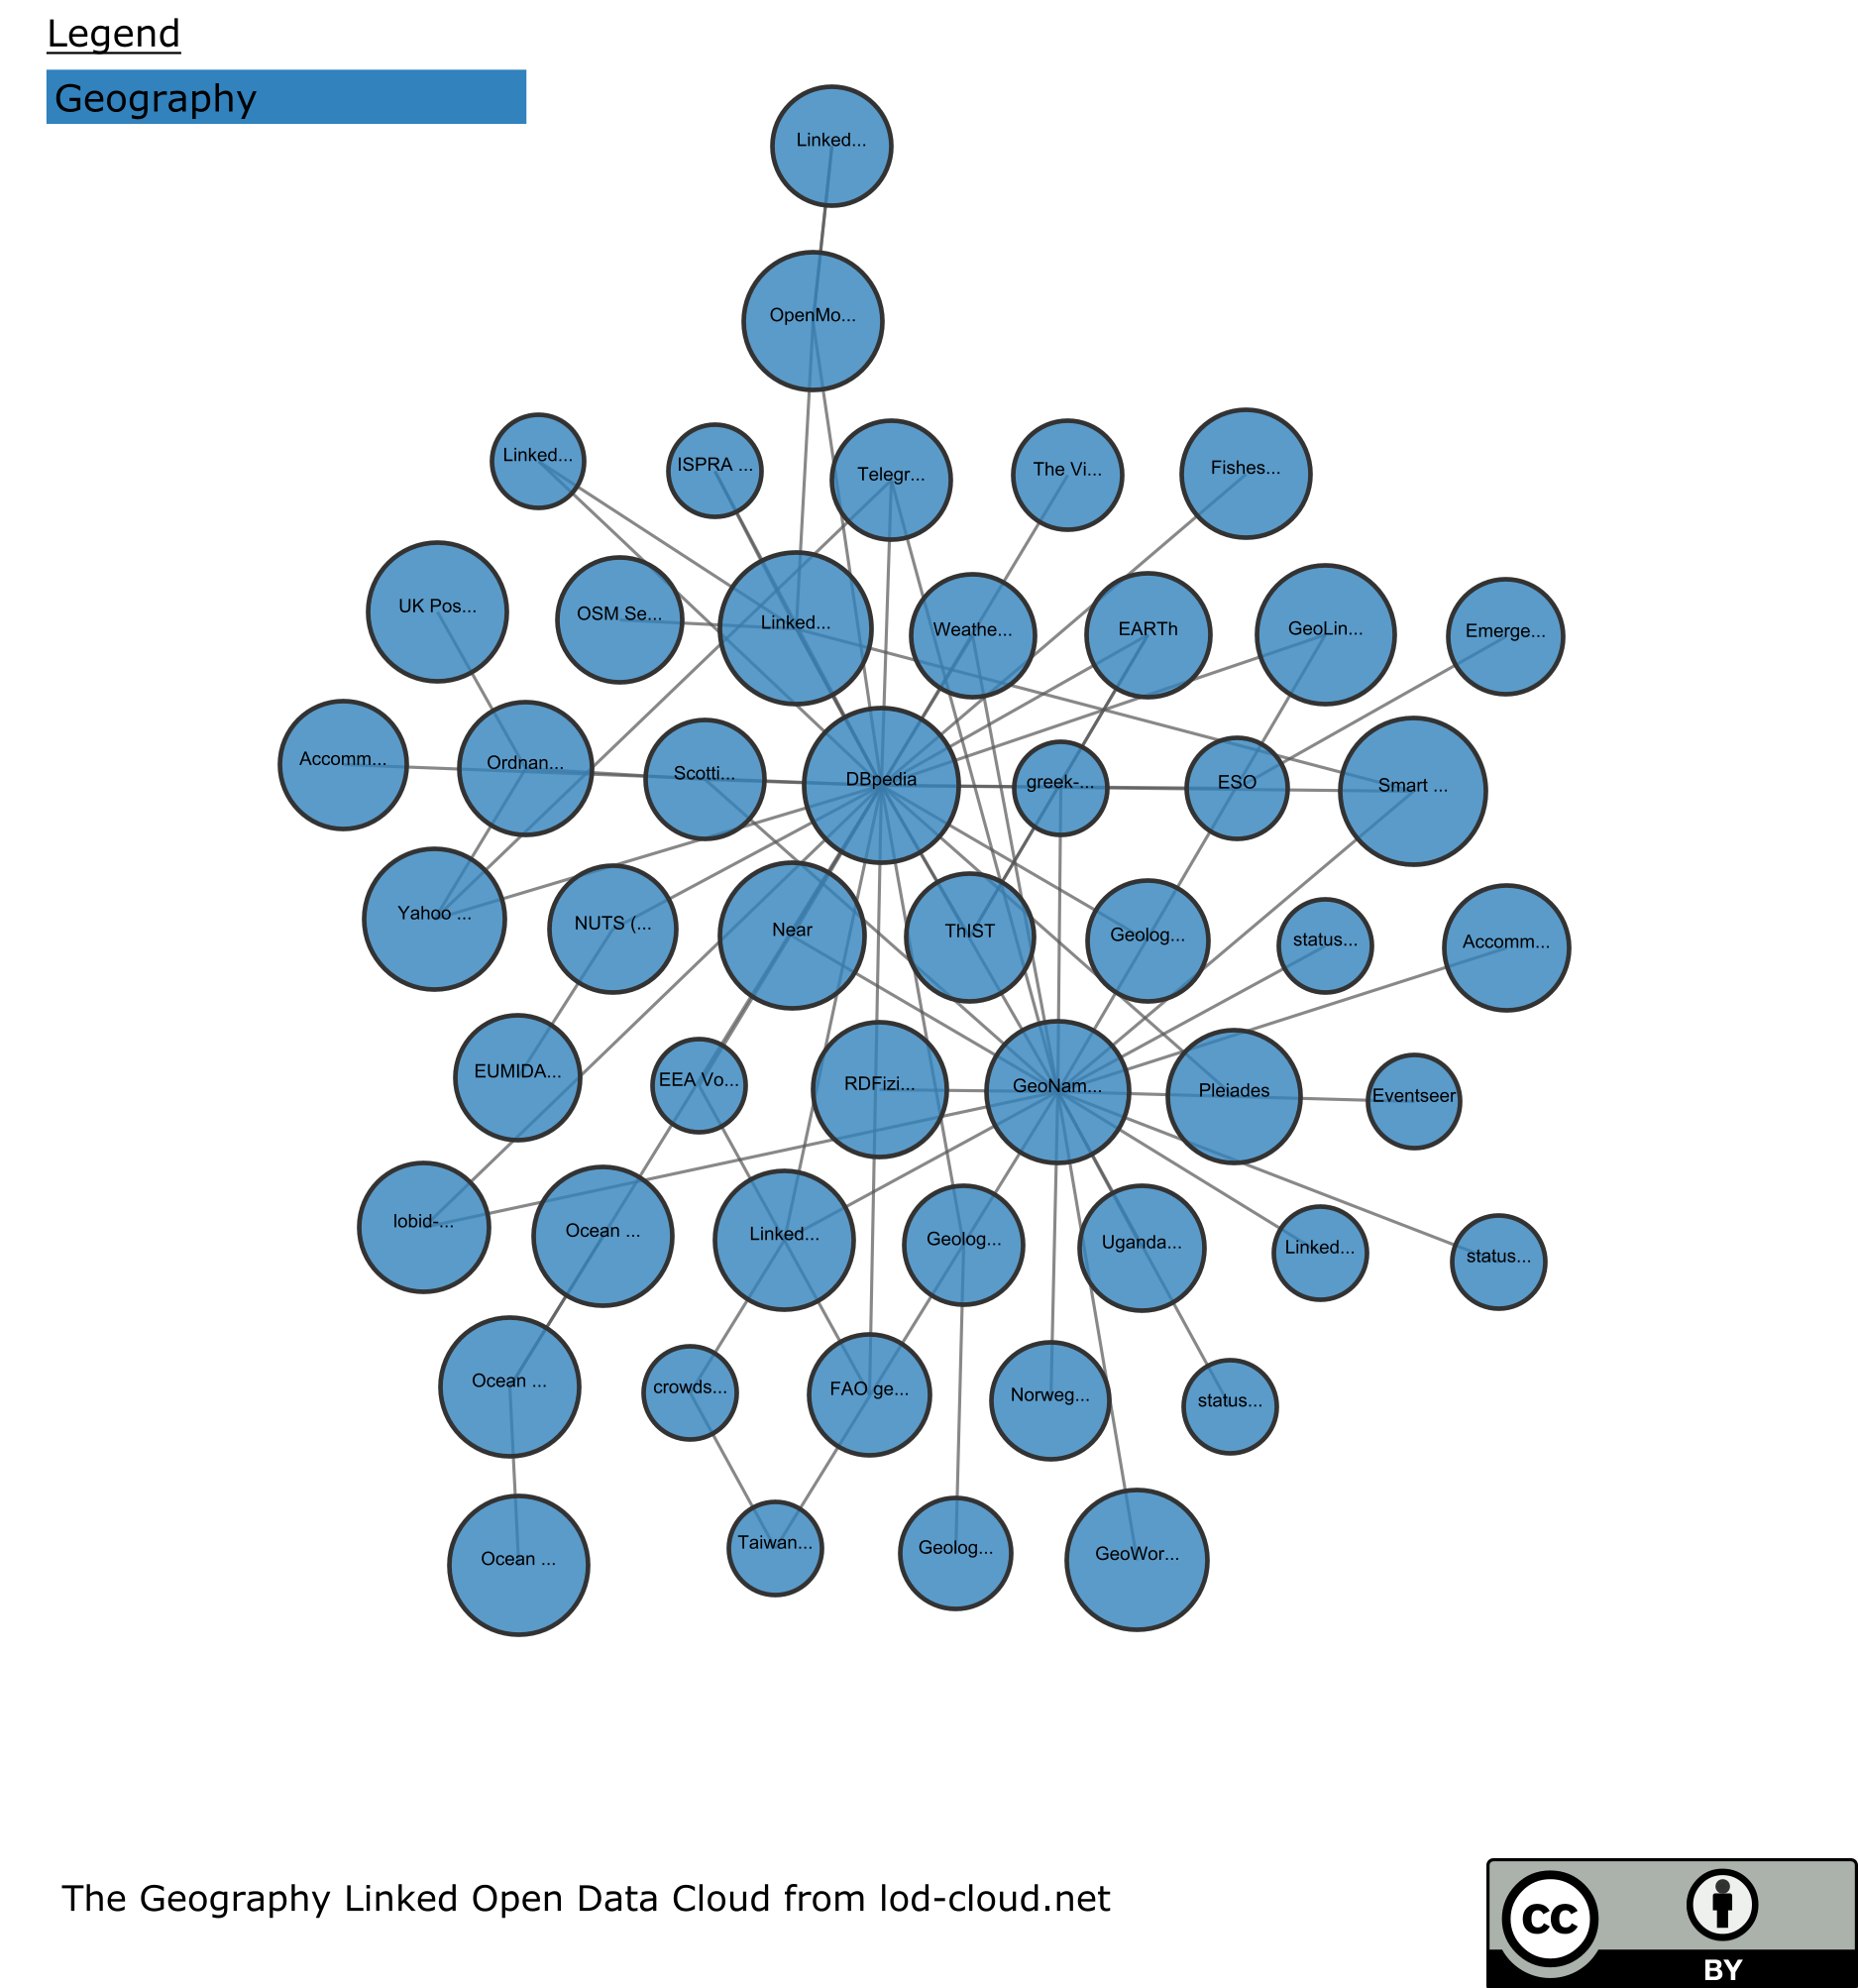 Legend
Geography
Linked...
OpenMo...
Linked...
ISPRA ...
Telegr...
The Vi...
Fishes...
UK Pos...
OSM Se...
Linked...
Weathe...
EARTh
GeoLin...
Emerge...
Accomm...
Ordnan...
Scotti...
DBpedia
greek-...
ESO
Smart ...
Yahoo ...
NUTS (...
Near
ThIST
Geolog...
status...
Accomm...
EUMIDA...
EEA Vo...
RDFizi...
GeoNam...
Pleiades
Eventseer
lobid-...
Ocean ...
Linked...
Geolog...
Uganda...
Linked...
status...
Ocean ...
crowds...
FAO ge...
Norweg...
status...
Ocean ...
Taiwan...
Geolog...
GeoWor...
The Geography Linked Open Data Cloud from lod-cloud.net
cc
BY